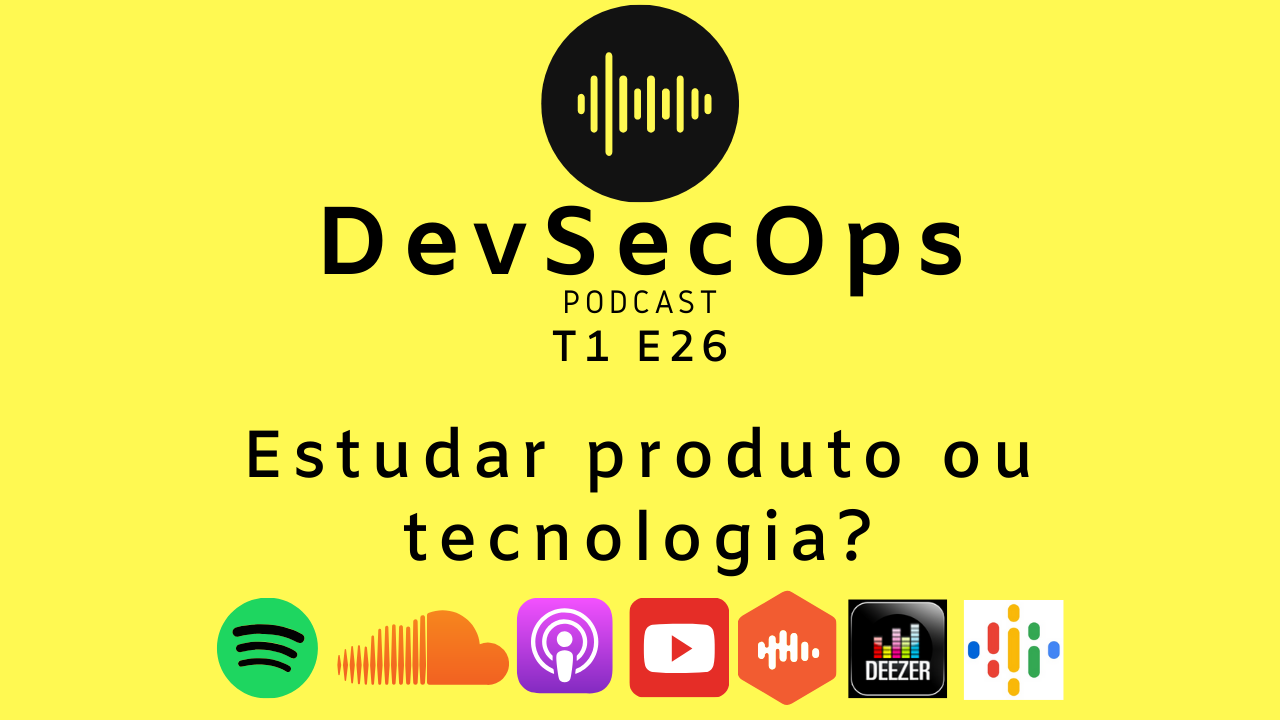 DevSecOps
PODCAST
T1 E26
Estudar produto ou
tecnologia?
DEEZER